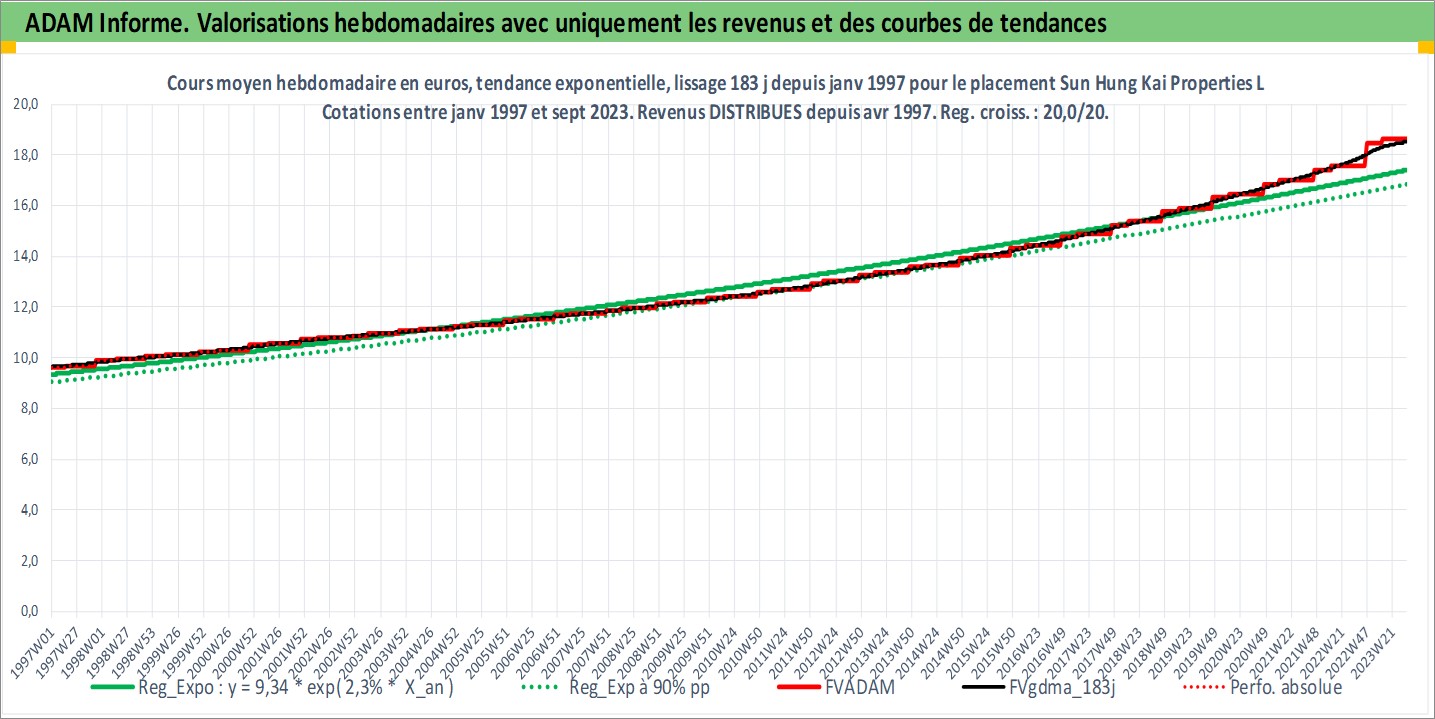 ADAM Informe. Valorisations hebdomadaires avec uniquement les revenus et des courbes de tendances
Cours moyen hebdomadaire en euros, tendance exponentielle, lissage 183 j depuis janv 1997 pour le placement Sun Hung Kai Properties L
Cotations entre janv 1997 et sept 2023. Revenus DISTRIBUES depuis avr 1997. Reg. croiss. : 20,0/20.
20,0
18,0
16,0
14,0
12,0
10,0
8,0
6,0
4,0
2,0
0,0
1997W01
1997W27
1998W01
1998W27
1998W53
1999W26
1999W52
2000W26
2000W52
2001W26
2001W52
2002W26
2002W52
2003W26
2003W52
2004W26
2004W52
2005W25
2005W51
2006W25
2006W51
2007W25
2007W51
2008W25
2008W51
2009W25
2009W51
2010W24
2010W50
2011W24
2011W50
2012W24
2012W50
2013W24
2013W50
2014W24
2014W50
2015W24
2015W50
2016W23
2016W49
2017W23
2017W49
2018W23
2018W49
2019W23
2019W49
2020W23
2020W49
2021W22
2021W48
2022W21
2022W47
2023W21
Reg_Expo : y = 9,34 * exp( 2,3% * X_an )
Reg_Exp à 90% pp
FVADAM
FVgdma_183j
Perfo. absolue